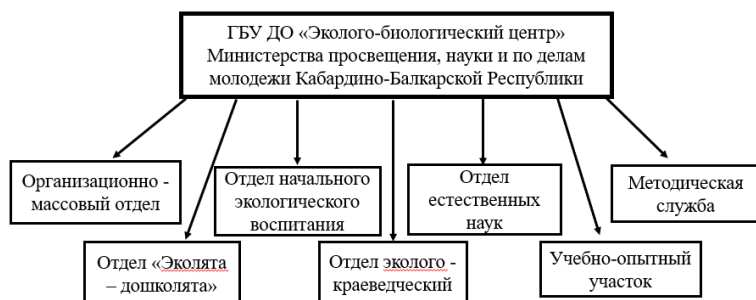 ГБУ ДО «Эколого-биологический центр»
Министерства просвещения, науки и по делам
молодежи Кабардино-Балкарской Республики
Организационно -
массовый отдел
Отдел начального
экологического
воспитания
Отдел
естественных
наук
Методическая
служба
Отдел «Эколята
– дошколята»
Отдел эколого -
краеведческий
Учебно-опытный
участок